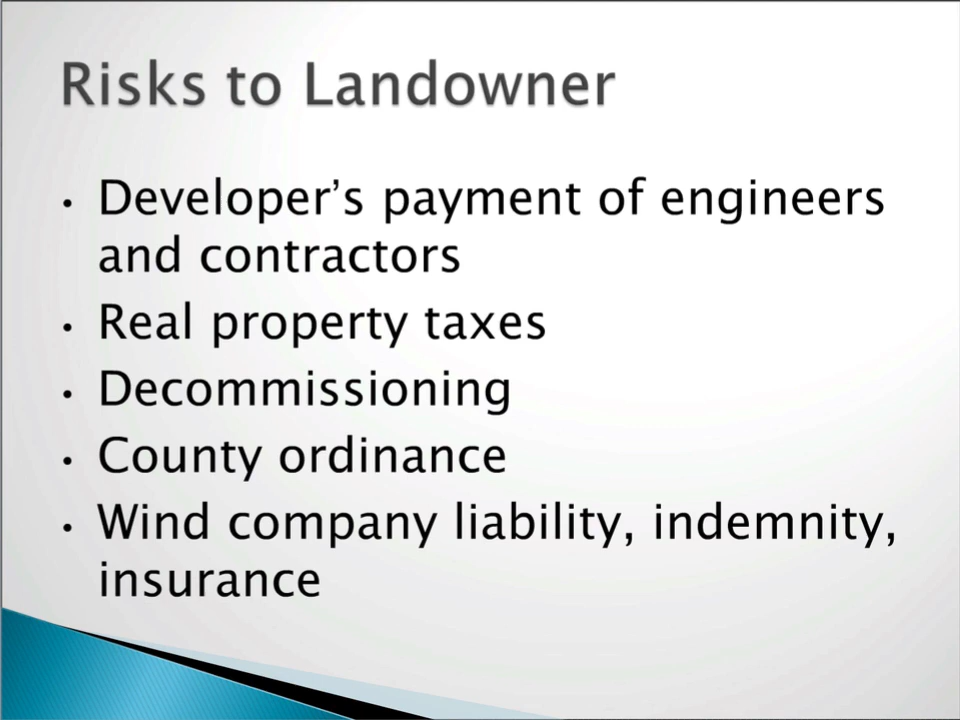 Risks to Landowner
• Developer's payment of engineers
and contractors
• Real property taxes
• Decommissioning
• County ordinance
• Wind company liability, indemnity,
insurance